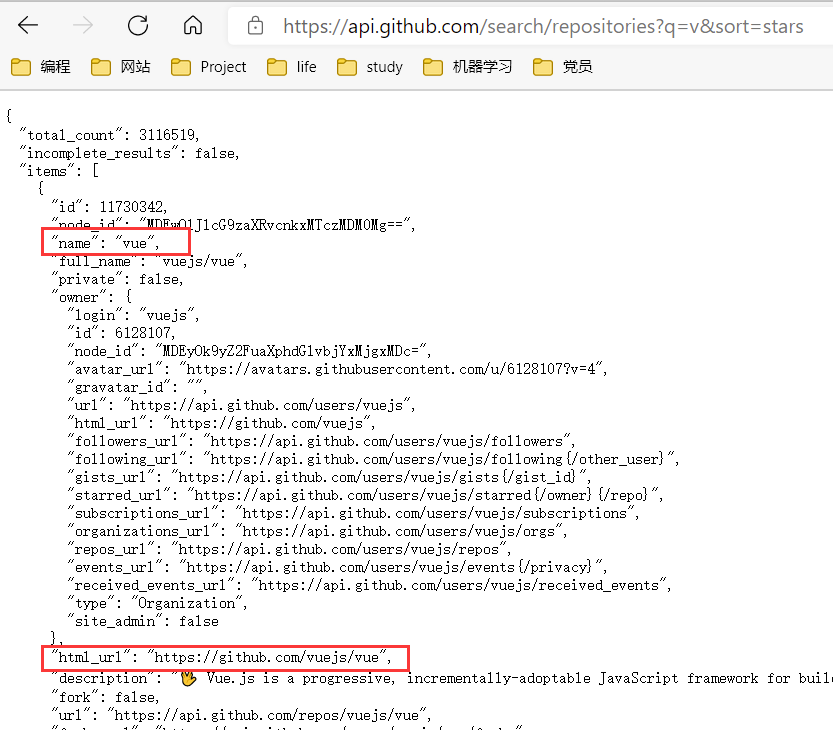 https://api.github.com/search/repositories?q=v&sort=stars
编程 网站 Project life study 机器学习 党员
{
"total_count": 3116519,
"incomplete_results": false,
"items": [
{
"id": 11730342,
"node_id": "MDEwOlJlcG9zaXRvcnkxMTczMDM0Mg==",
"name": "vue",
"full_name": "vuejs/vue",
"private": false,
"owner": {
"login": "vuejs",
"id": 6128107,
"node_id": "MDEyOk9yZ2FuaXphdGlvbjYxMjgxMDc=",
"avatar_url": "https://avatars.githubusercontent.com/u/6128107?v=4",
"gravatar_id": "",
"url": "https://api.github.com/users/vuejs",
"html_url": "https://github.com/vuejs",
"followers_url": "https://api.github.com/users/vuejs/followers",
"following_url": "https://api.github.com/users/vuejs/following{/other_user}",
"gists_url": "https://api.github.com/users/vuejs/gists{/gist_id}",
"starred_url": "https://api.github.com/users/vuejs/starred{/owner}{/repo}",
"subscriptions_url": "https://api.github.com/users/vuejs/subscriptions",
"organizations_url": "https://api.github.com/users/vuejs/orgs",
"repos_url": "https://api.github.com/users/vuejs/repos",
"events_url": "https://api.github.com/users/vuejs/events{/privacy}",
"received_events_url": "https://api.github.com/users/vuejs/received_events",
"type": "Organization",
"site_admin": false
},
"html_url": "https://github.com/vuejs/vue",
"description": "🖖 Vue.js is a progressive, incrementally-adoptable JavaScript framework for buil
"fork": false,
"url": "https://api.github.com/repos/vuejs/vue",